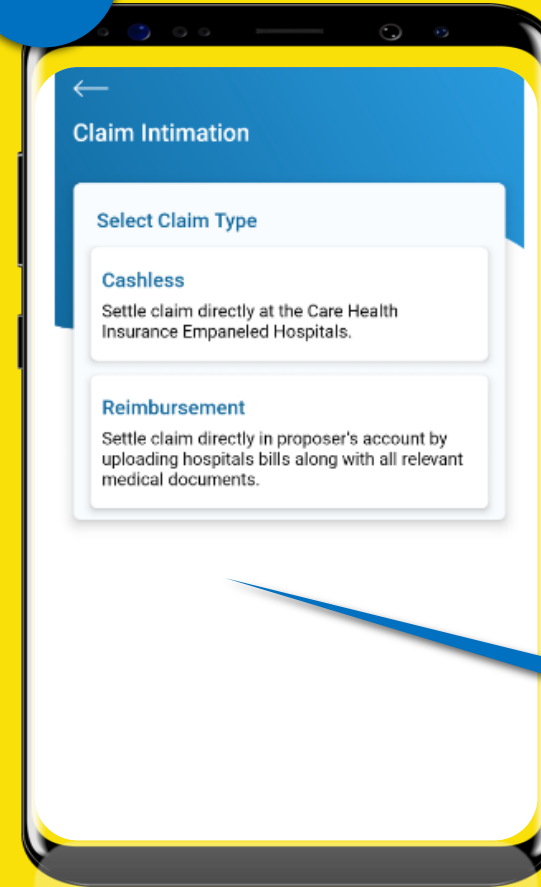 Claim Intimation
Select Claim Type
Cashless
Settle claim directly at the Care Health
Insurance Empaneled Hospitals.
Reimbursement
Settle claim directly in proposer's account by
uploading hospitals bills along with all relevant
medical documents.